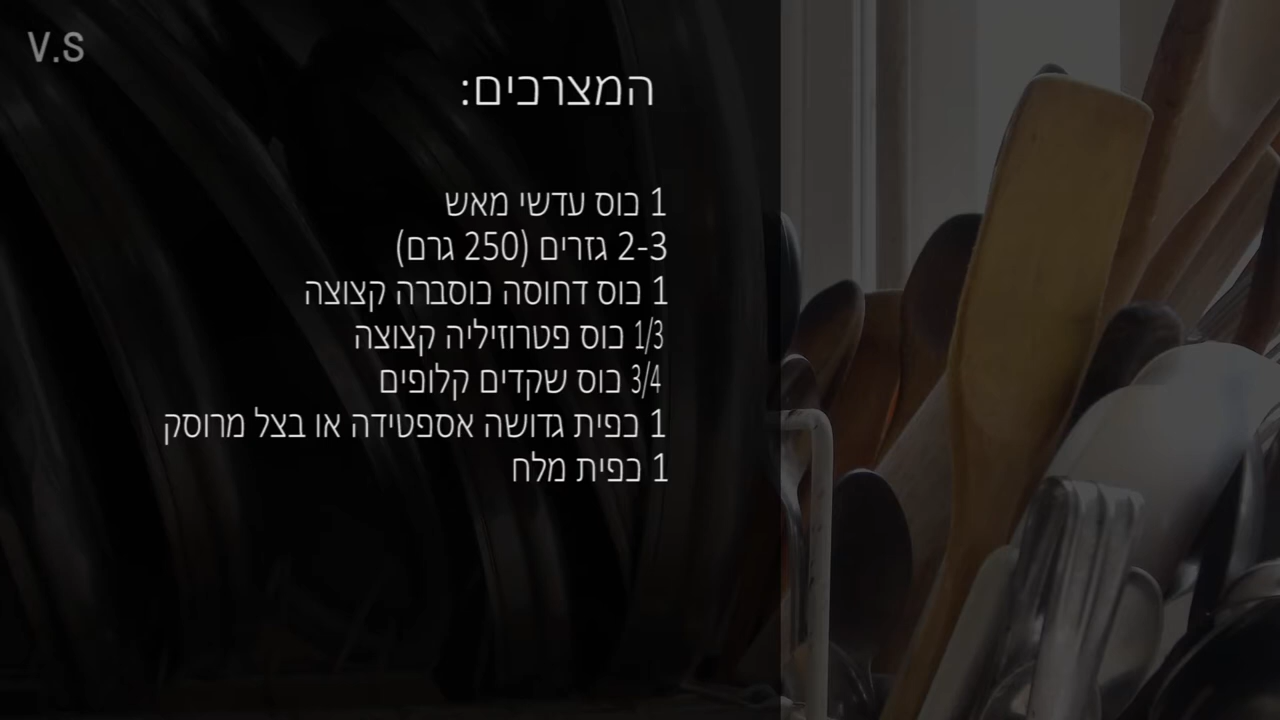 V.S
המצרכים:
1 כוס עדשי מאש
2-3 גזרים (250 גרם)
1 כוס דחוסה כוסברה קצוצה
1/3 כוס פטרוזיליה קצוצה
3/4 כוס שקדים קלופים
1 כפית גדושה אספטידה או בצל מרוסק
1 כפית מלח